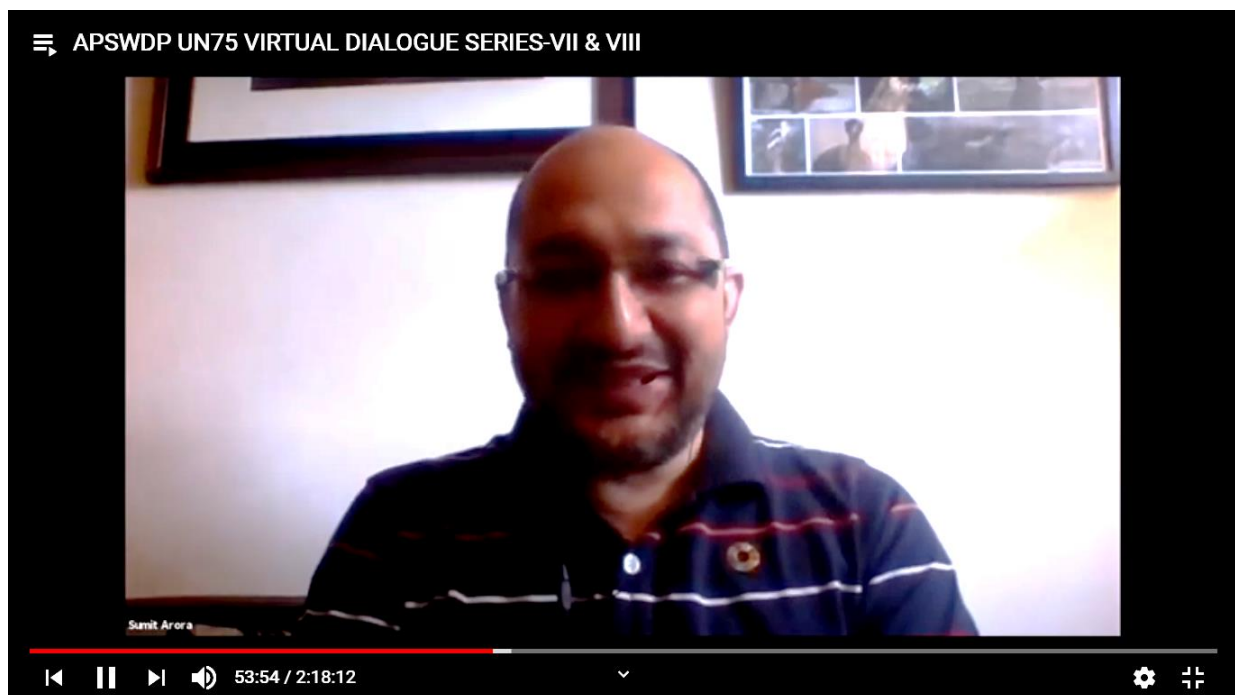 APSWDP UN75 VIRTUAL DIALOGUE SERIES-VII & VIII
Sumit Arora
53:54 / 2:18:12